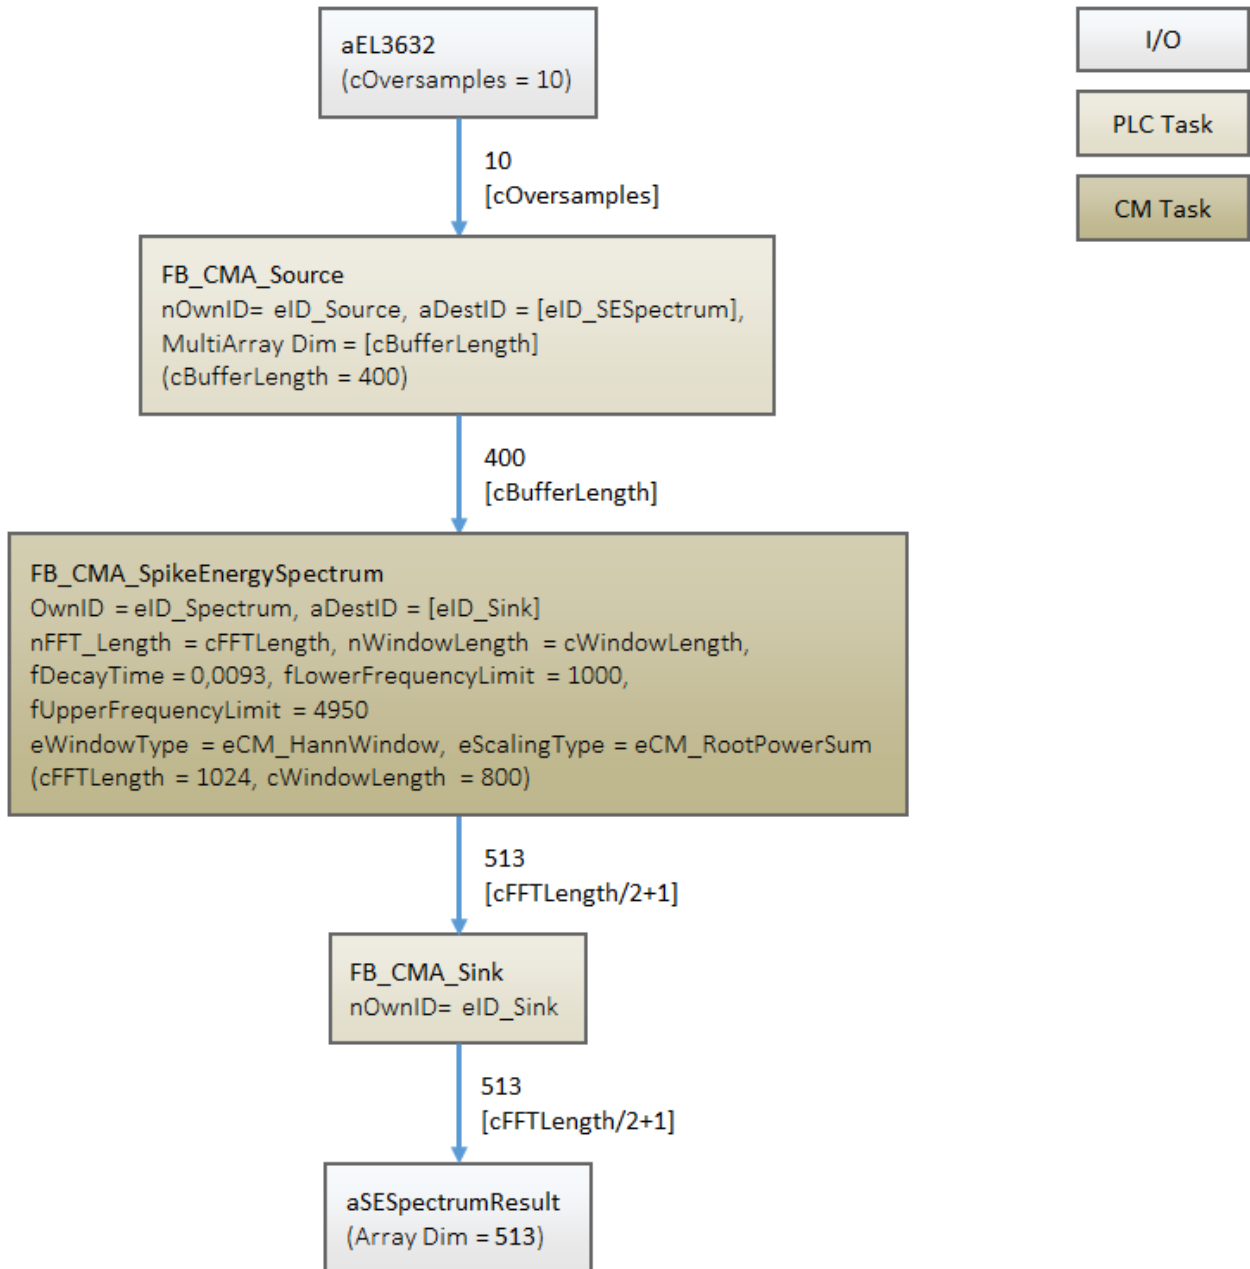 aEL3632
(cOversamples = 10)
I/O
PLC Task
CM Task
10
[cOversamples]
FB_CMA_Source
nOwnID= eID_Source, aDestID = [eID_SESpectrum],
MultiArray Dim = [cBufferLength]
(cBufferLength = 400)
400
[cBufferLength]
FB_CMA_SpikeEnergySpectrum
OwnID = eID_Spectrum, aDestID = [eID_Sink]
nFFT_Length = cFFTLength, nWindowLength = cWindowLength,
fDecayTime = 0,0093, fLowerFrequencyLimit = 1000,
fUpperFrequencyLimit = 4950
eWindowType = eCM_HannWindow, eScalingType = eCM_RootPowerSum
(cFFTLength = 1024, cWindowLength = 800)
513
[cFFTLength/2+1]
FB_CMA_Sink
nOwnID= eID_Sink
513
[cFFTLength/2+1]
aSESpectrumResult
(Array Dim = 513)